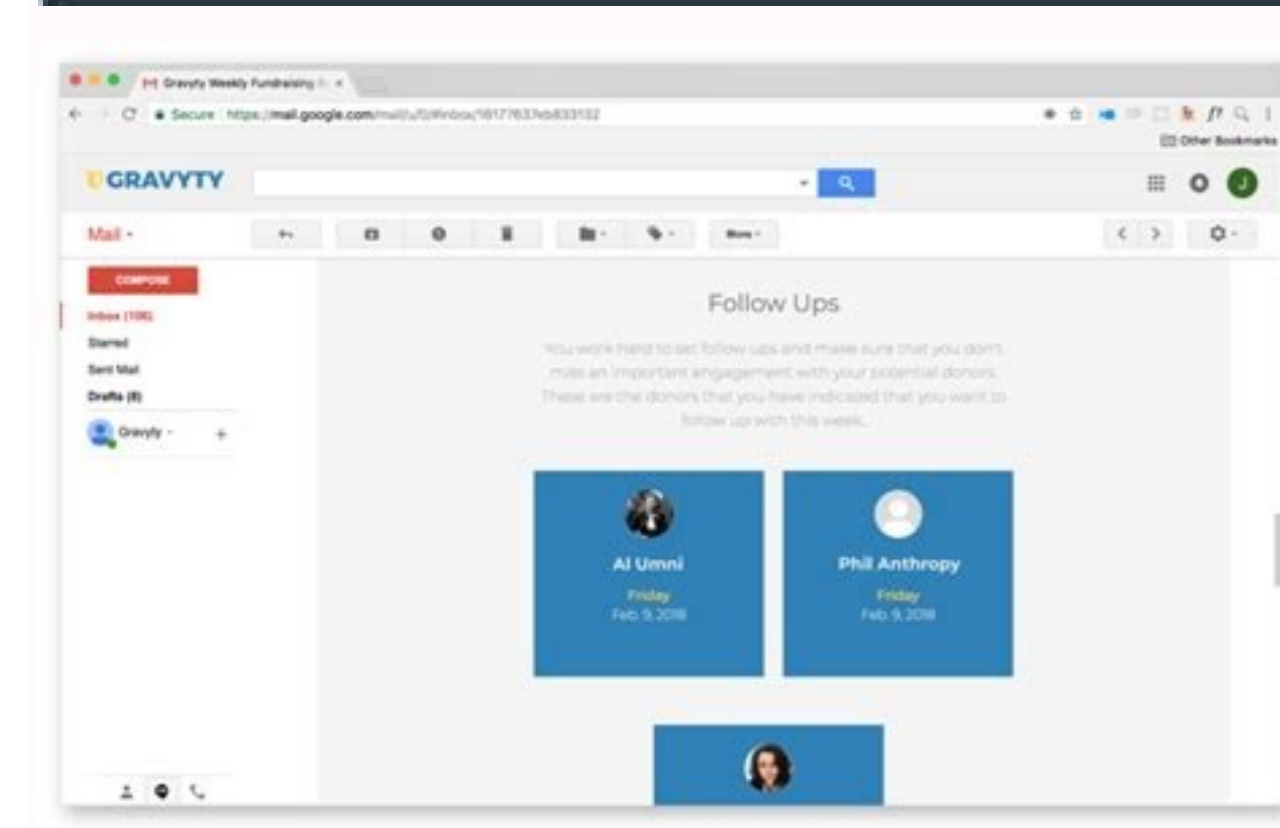 Gravyty Weekly Fundraising
Secure https://mail.google.com/mail/u/0/#inbox/
Other Bookmarks
GRAVYTY
J
Mail
More
COMPOSE
Follow Ups
Inbox (106)
Starred
Sent Mail
Drafts (8)
Gravyty
You work hard to set follow ups and make sure that you don't
miss an important engagement with your potential donors.
These are the donors that you have indicated that you want to
follow up with this week.
Al Umni
Friday
Feb. 9, 2018
Phil Anthropy
Friday
Feb. 9, 2018